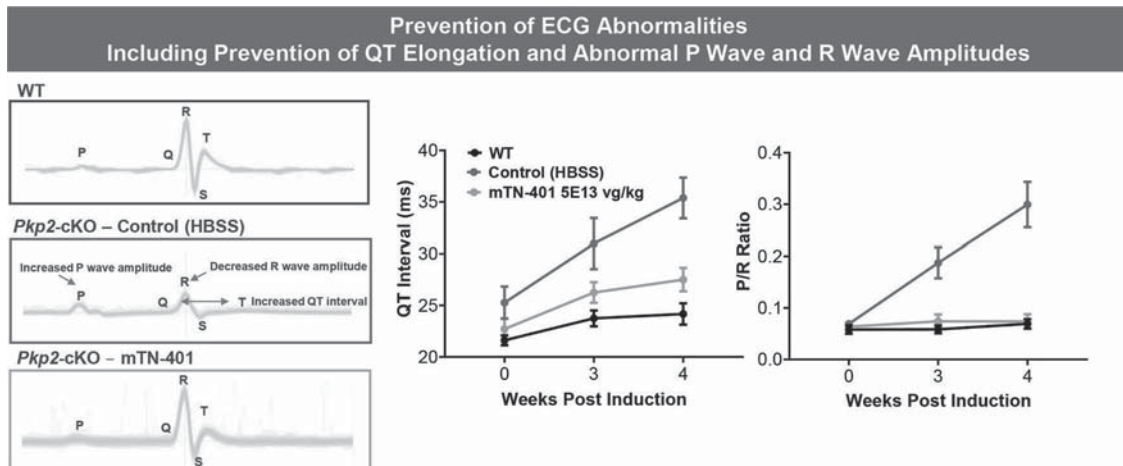 Prevention of ECG Abnormalities
Including Prevention of QT Elongation and Abnormal P Wave and R Wave Amplitudes
WT
P
Q
R
S
T
Pkp2-cKO – Control (HBSS)
Increased P wave amplitude
Decreased R wave amplitude
P
Q
R
S
T
Increased QT interval
Pkp2-cKO – mTN-401
P
Q
R
S
T
QT Interval (ms)
40
35
30
25
20
WT
Control (HBSS)
mTN-401 5E13 vg/kg
0
3
4
Weeks Post Induction
P/R Ratio
0.4
0.3
0.2
0.1
0.0
0
3
4
Weeks Post Induction